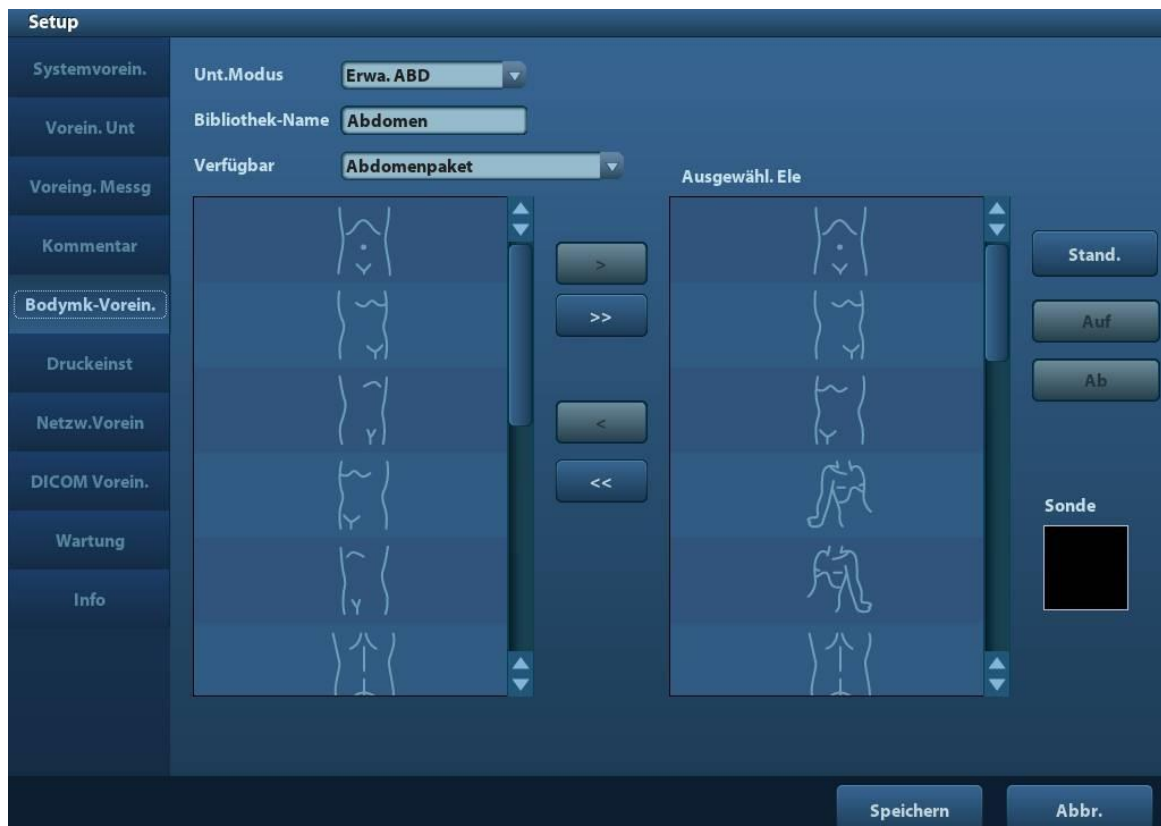 Setup
Systemvorein.
Vorein. Unt
Voreing. Messg
Kommentar
Bodymk-Vorein.
Druckeinst
Netzw.Vorein
DICOM Vorein.
Wartung
Info
Unt.Modus
Erwa. ABD
Bibliothek-Name
Abdomen
Verfügbar
Abdomenpaket
Ausgewähl. Ele
>
>>
<
<<
Stand.
Auf
Ab
Sonde
Speichern
Abbr.